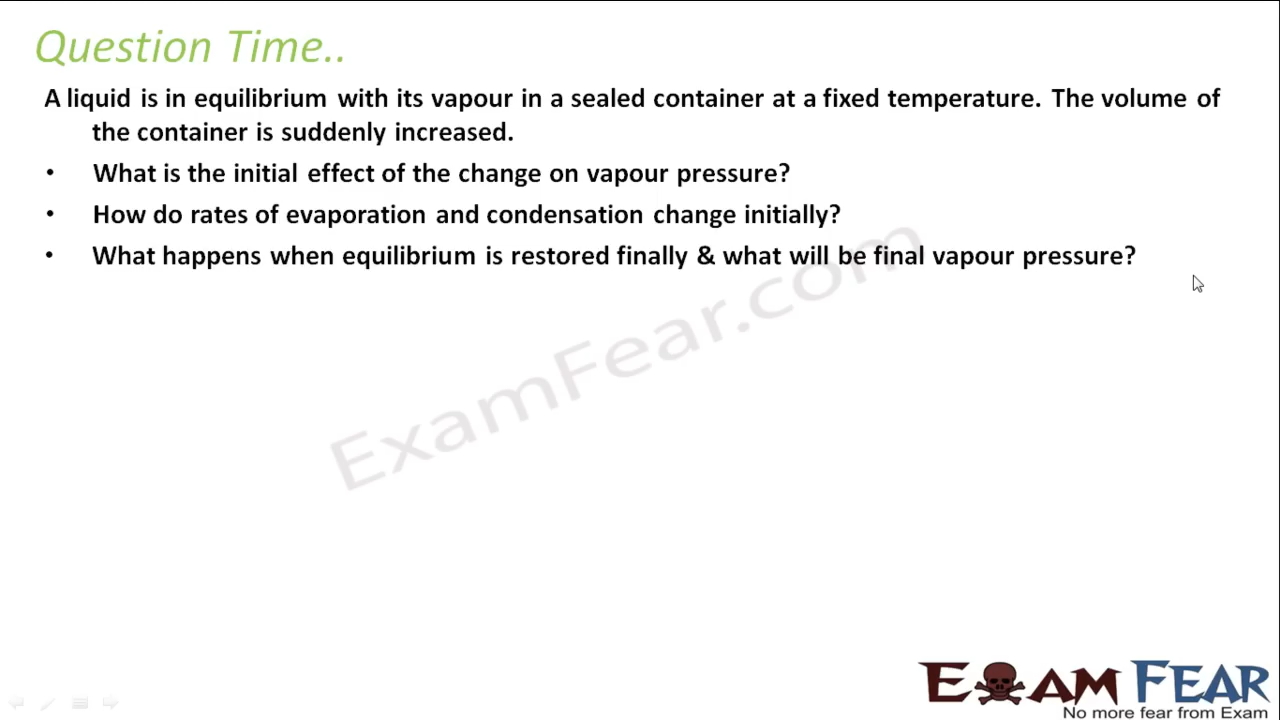 Question Time..
A liquid is in equilibrium with its vapour in a sealed container at a fixed temperature. The volume of
the container is suddenly increased.
• What is the initial effect of the change on vapour pressure?
• How do rates of evaporation and condensation change initially?
• What happens when equilibrium is restored finally & what will be final vapour pressure?
ExamFear.com
EXAM FEAR
No more fear from Exam